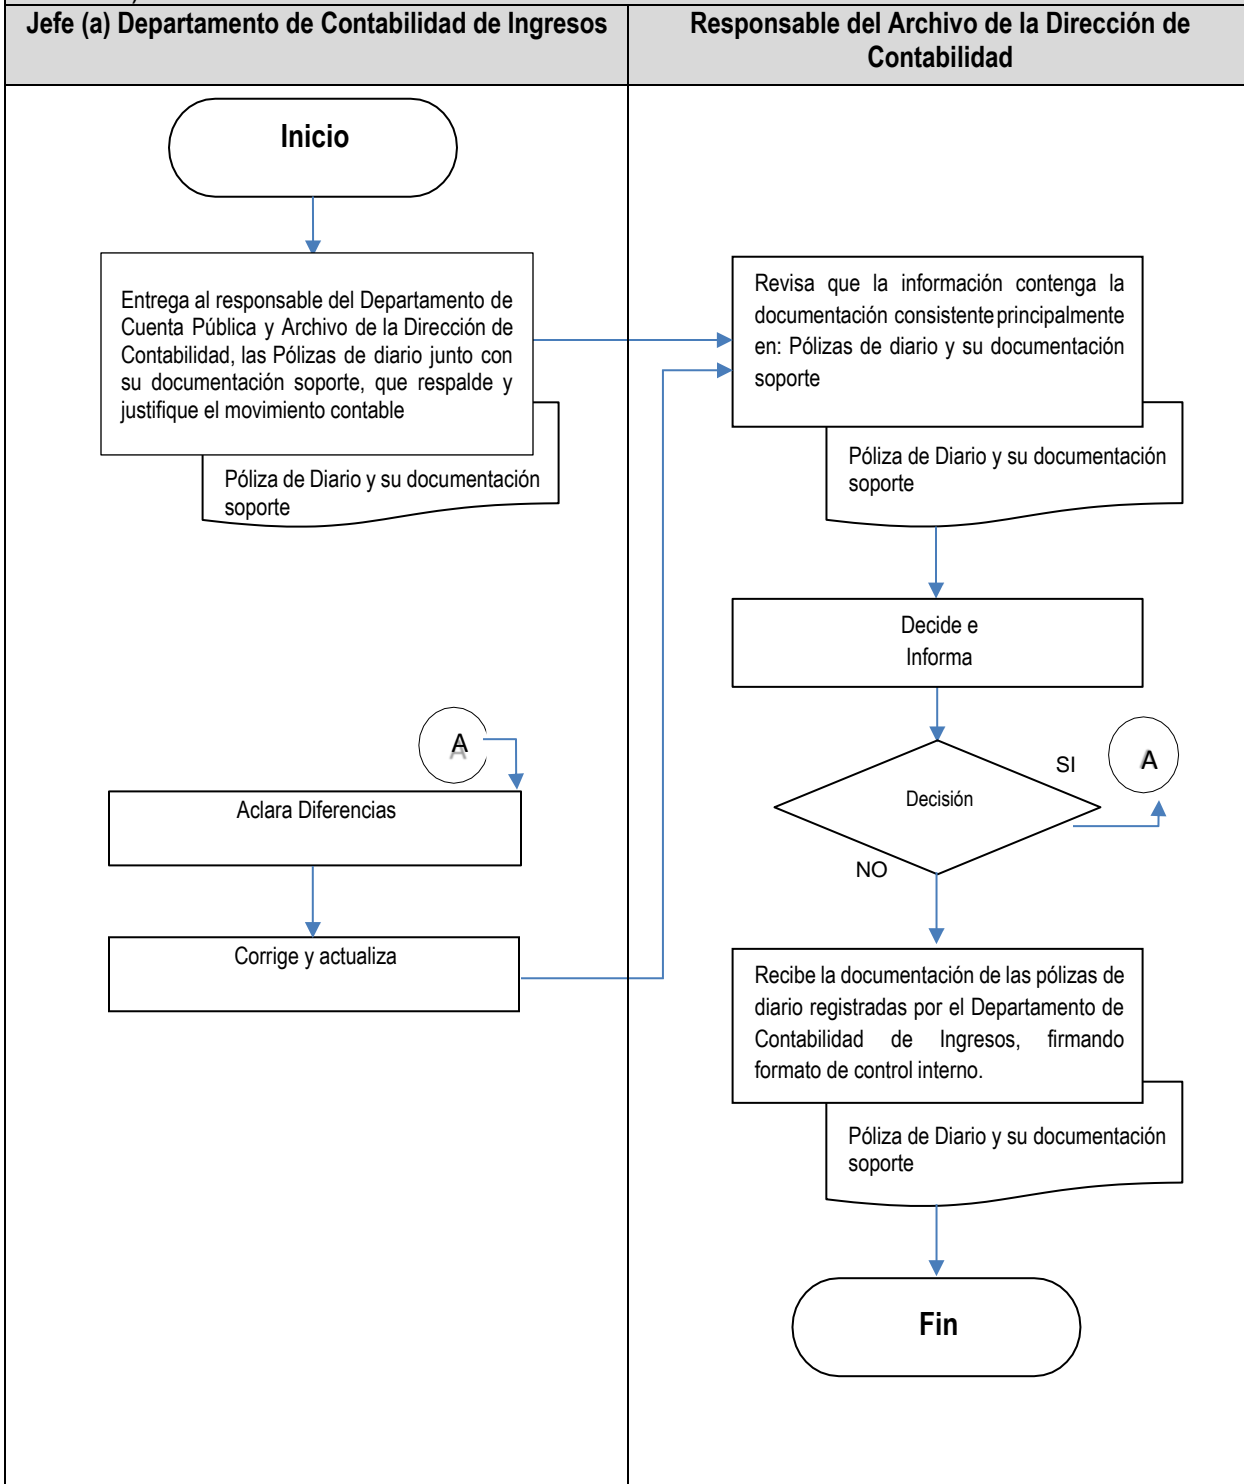 Jefe (a) Departamento de Contabilidad de Ingresos
Responsable del Archivo de la Dirección de
Contabilidad
Inicio
Entrega al responsable del Departamento de
Cuenta Pública y Archivo de la Dirección de
Contabilidad, las Pólizas de diario junto con
su documentación soporte, que respalde y
justifique el movimiento contable
Póliza de Diario y su documentación
soporte
Revisa que la información contenga la
documentación consistente principalmente
en: Pólizas de diario y su documentación
soporte
Póliza de Diario y su documentación
soporte
Decide e
Informa
A
Aclara Diferencias
Corrige y actualiza
Decisión
SI
A
NO
Recibe la documentación de las pólizas de
diario registradas por el Departamento de
Contabilidad de Ingresos, firmando
formato de control interno.
Póliza de Diario y su documentación
soporte
Fin